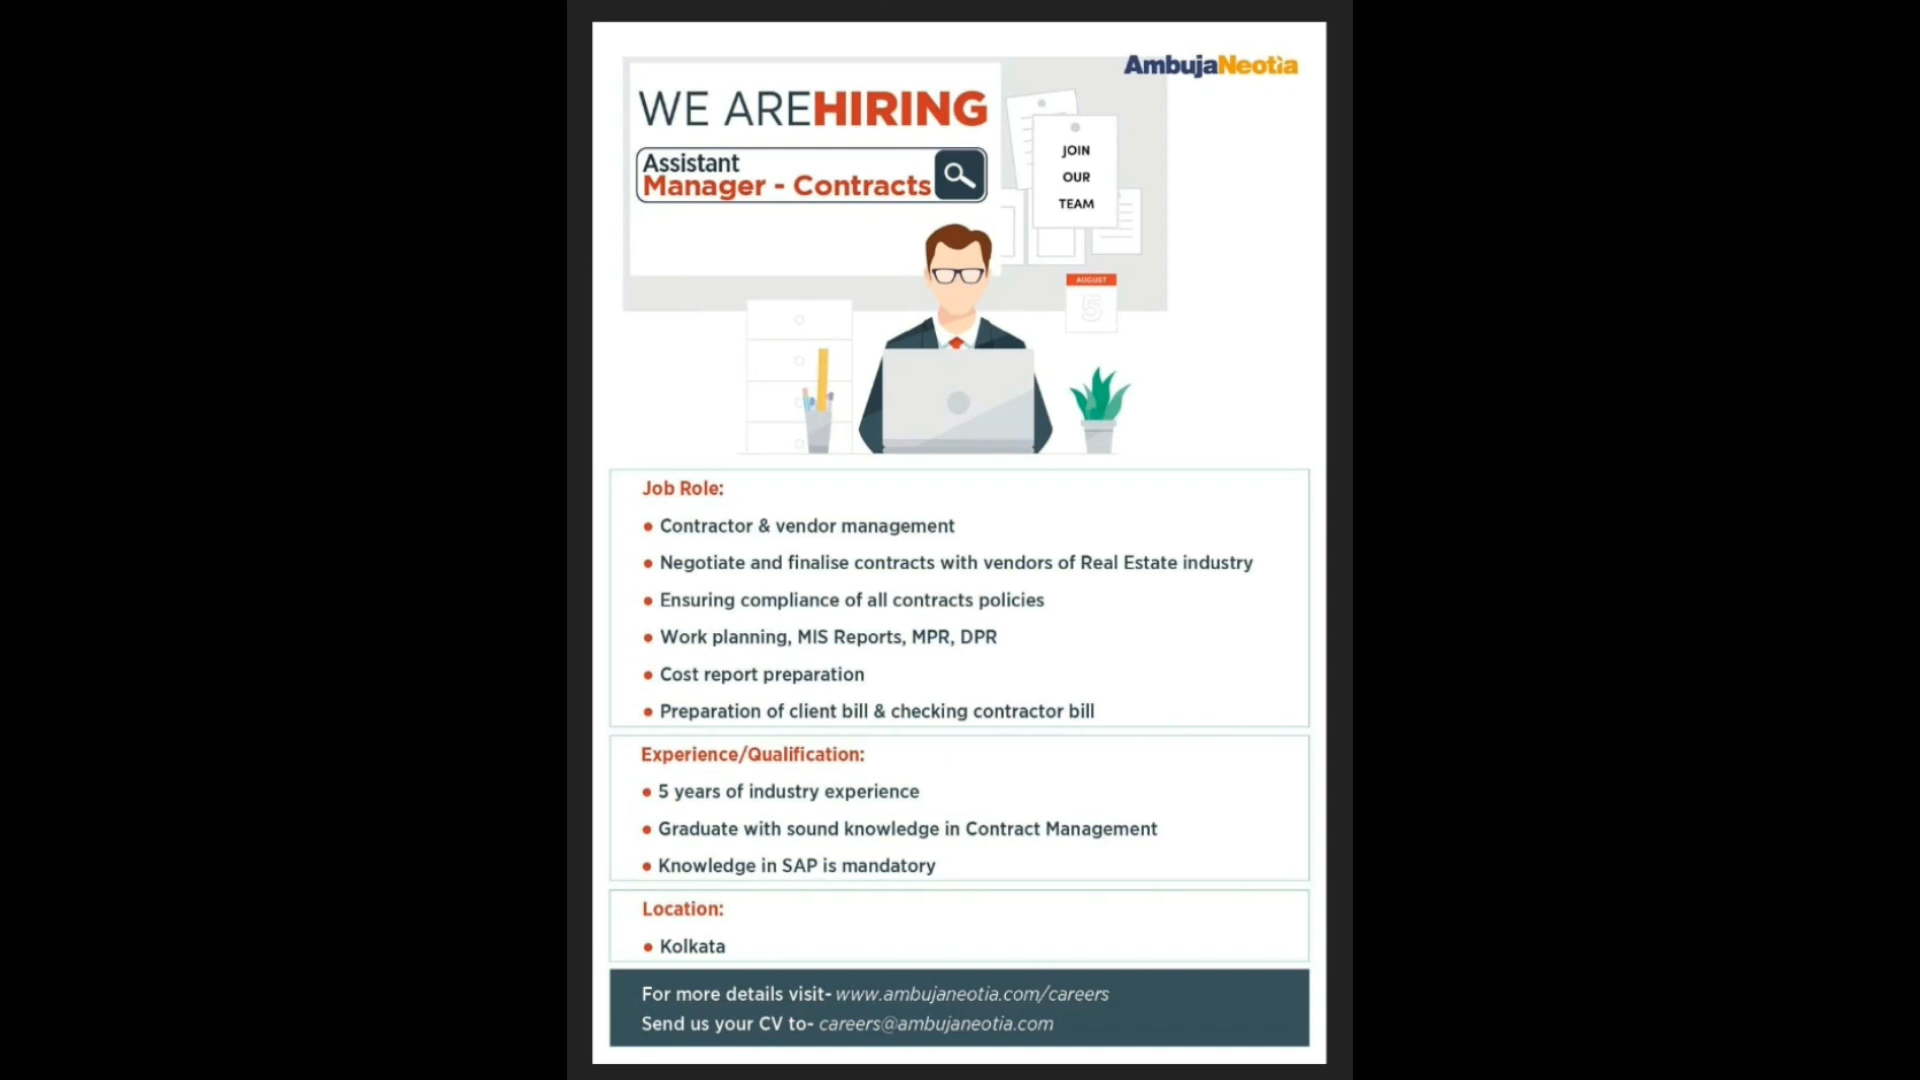 AmbujaNeotia
WE ARE HIRING
Assistant
Manager - Contracts
JOIN
OUR
TEAM
AUGUST
5
Job Role:
• Contractor & vendor management
• Negotiate and finalise contracts with vendors of Real Estate industry
• Ensuring compliance of all contracts policies
• Work planning, MIS Reports, MPR, DPR
• Cost report preparation
• Preparation of client bill & checking contractor bill
Experience/Qualification:
• 5 years of industry experience
• Graduate with sound knowledge in Contract Management
• Knowledge in SAP is mandatory
Location:
• Kolkata
For more details visit- www.ambujaneotia.com/careers
Send us your CV to- careers@ambujaneotia.com